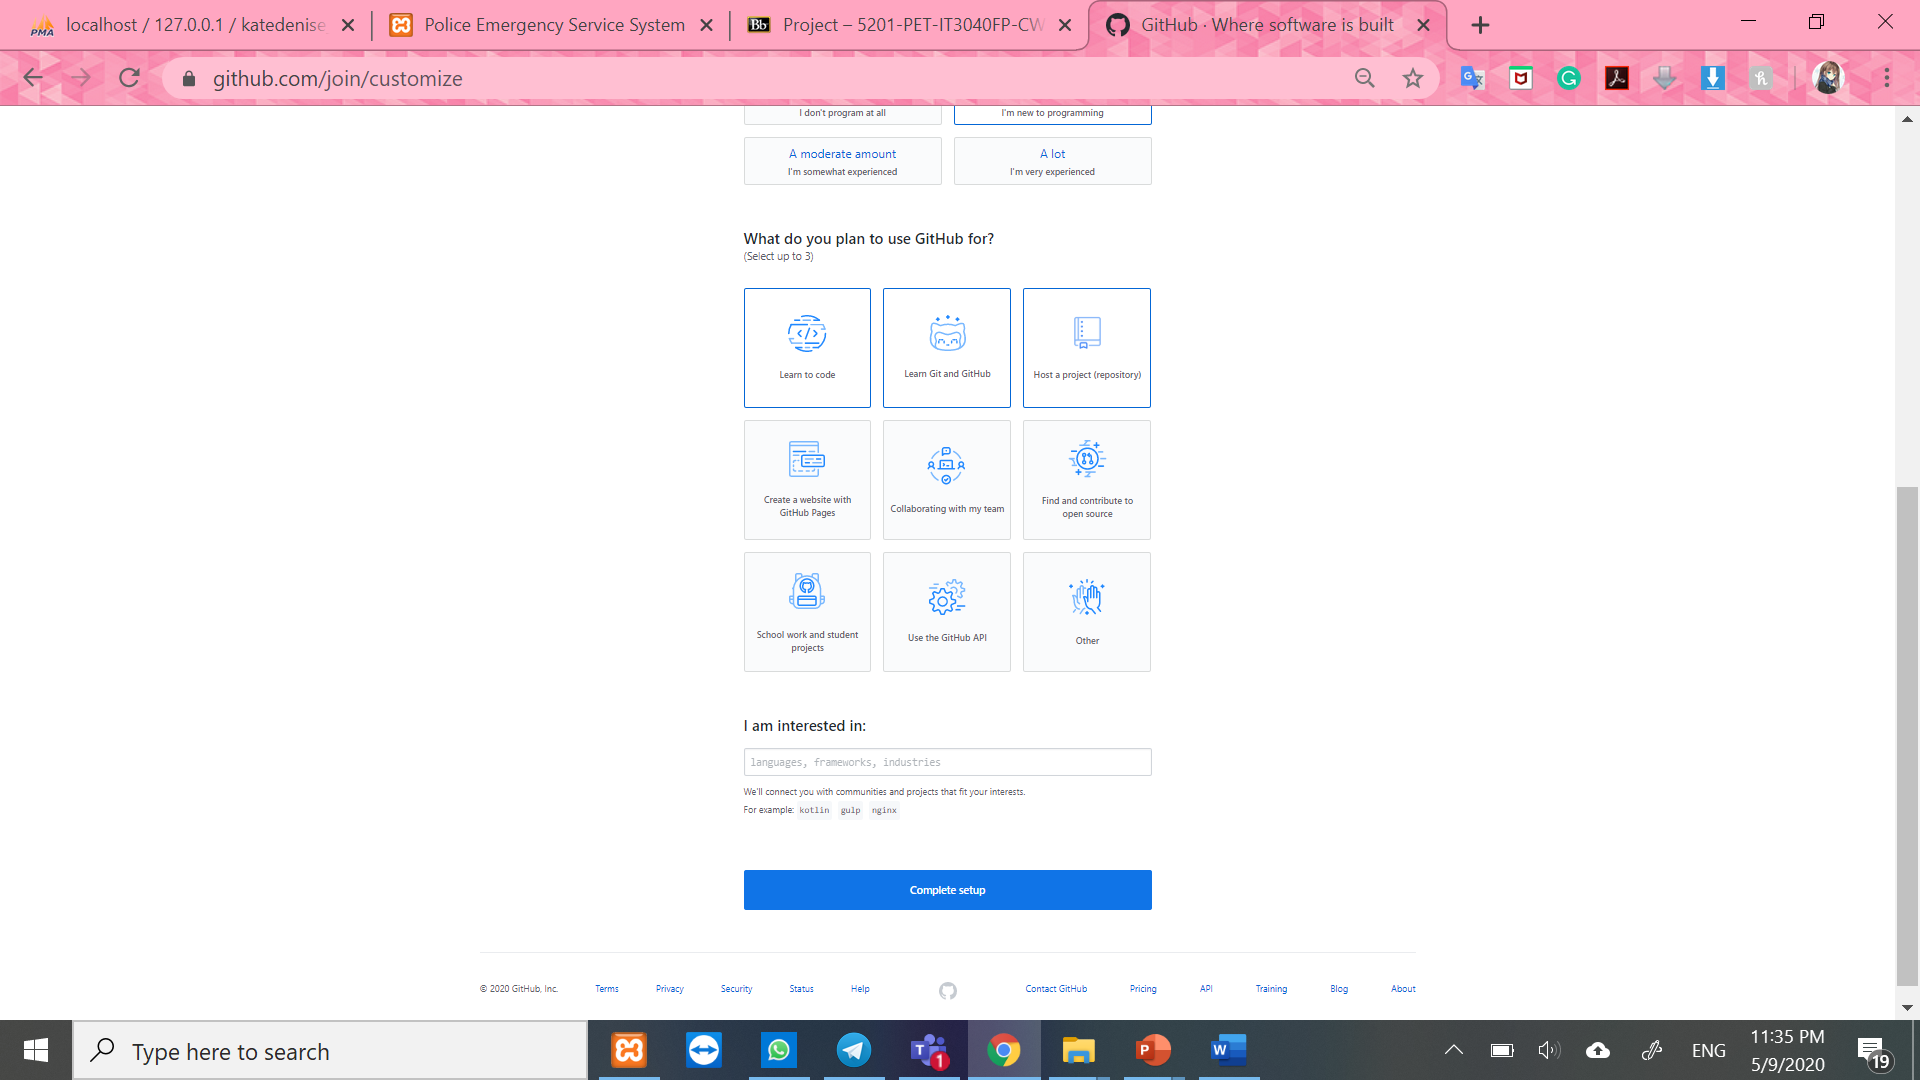 localhost / 127.0.0.1 / katedenise
Police Emergency Service System
Project – 5201-PET-IT3040FP-CW
GitHub · Where software is built
github.com/join/customize
I don't program at all
I'm new to programming
A moderate amount
I'm somewhat experienced
A lot
I'm very experienced
What do you plan to use GitHub for?
(Select up to 3)
Learn to code
Learn Git and GitHub
Host a project (repository)
Create a website with
GitHub Pages
Collaborating with my team
Find and contribute to
open source
School work and student
projects
Use the GitHub API
Other
I am interested in:
languages, frameworks, industries
We'll connect you with communities and projects that fit your interests.
For example: kotlin gulp nginx
Complete setup
© 2020 GitHub, Inc. Terms Privacy Security Status Help Contact GitHub Pricing API Training Blog About
Type here to search
ENG
11:35 PM
5/9/2020
19